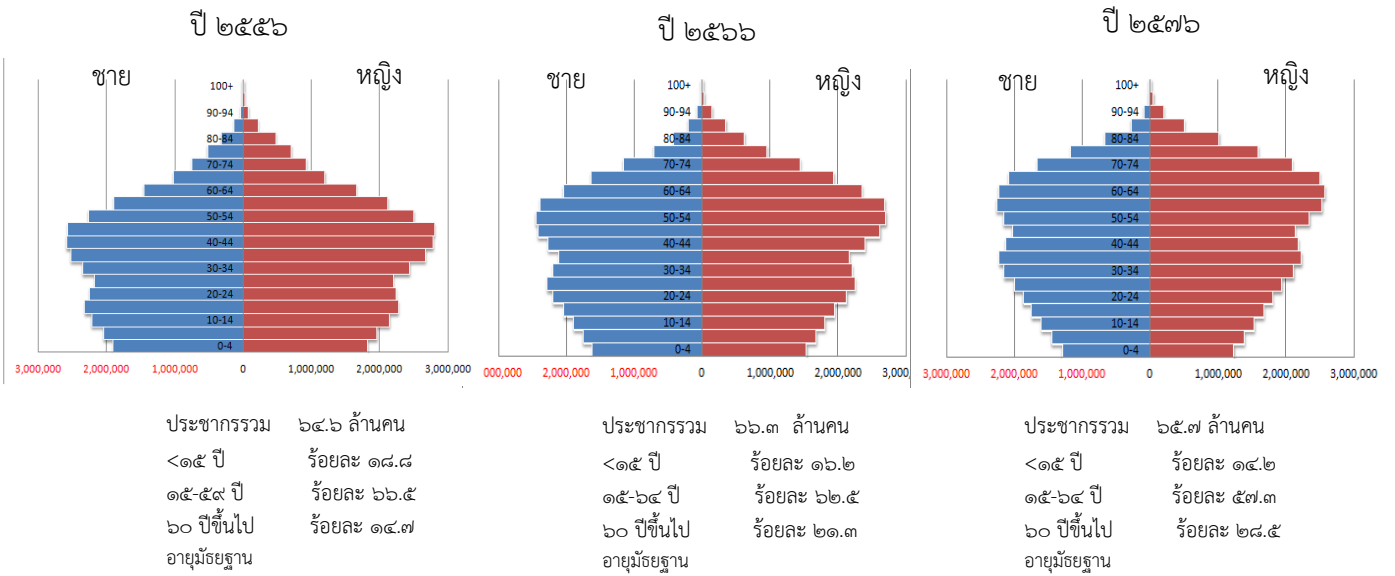 ปี ๒๕๕๖
ชาย หญิง
100+
90-94
80-84
70-74
60-64
50-54
40-44
30-34
20-24
10-14
0-4
3,000,000 2,000,000 1,000,000 0 1,000,000 2,000,000 3,000,000
ประชากรรวม ๖๔.๖ ล้านคน
<๑๕ ปี ร้อยละ ๑๘.๘
๑๕-๕๙ ปี ร้อยละ ๖๖.๕
๖๐ ปีขึ้นไป ร้อยละ ๑๔.๗
อายุมัธยฐาน
ปี ๒๕๖๖
ชาย หญิง
100+
90-94
80-84
70-74
60-64
50-54
40-44
30-34
20-24
10-14
0-4
000,000 2,000,000 1,000,000 0 1,000,000 2,000,000 3,000,
ประชากรรวม ๖๖.๓ ล้านคน
<๑๕ ปี ร้อยละ ๑๖.๒
๑๕-๖๔ ปี ร้อยละ ๖๒.๕
๖๐ ปีขึ้นไป ร้อยละ ๒๑.๓
อายุมัธยฐาน
ปี ๒๕๗๖
ชาย หญิง
100+
90-94
80-84
70-74
60-64
50-54
40-44
30-34
20-24
10-14
0-4
3,000,000 2,000,000 1,000,000 0 1,000,000 2,000,000 3,000,000
ประชากรรวม ๖๕.๗ ล้านคน
<๑๕ ปี ร้อยละ ๑๔.๒
๑๕-๖๔ ปี ร้อยละ ๕๗.๓
๖๐ ปีขึ้นไป ร้อยละ ๒๘.๕
อายุมัธยฐาน